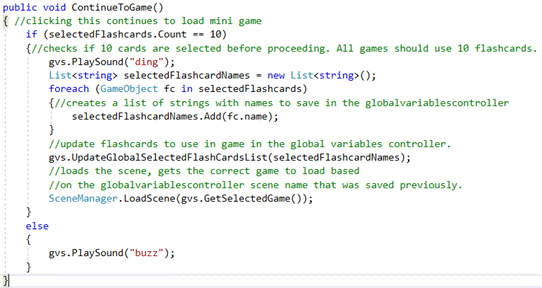 public void ContinueToGame()
{ //clicking this continues to load mini game
if (selectedFlashcards.Count == 10)
{//checks if 10 cards are selected before proceeding. All games should use 10 flashcards.
gvs.PlaySound("ding");
List<string> selectedFlashcardNames = new List<string>();
foreach (GameObject fc in selectedFlashcards)
{//creates a list of strings with names to save in the globalvariablescontroller
selectedFlashcardNames.Add(fc.name);
}
//update flashcards to use in game in the global variables controller.
gvs.UpdateGlobalSelectedFlashCardsList(selectedFlashcardNames);
//loads the scene, gets the correct game to load based
//on the globalvariablescontroller scene name that was saved previously.
SceneManager.LoadScene(gvs.GetSelectedGame());
}
else
{
gvs.PlaySound("buzz");
}
}